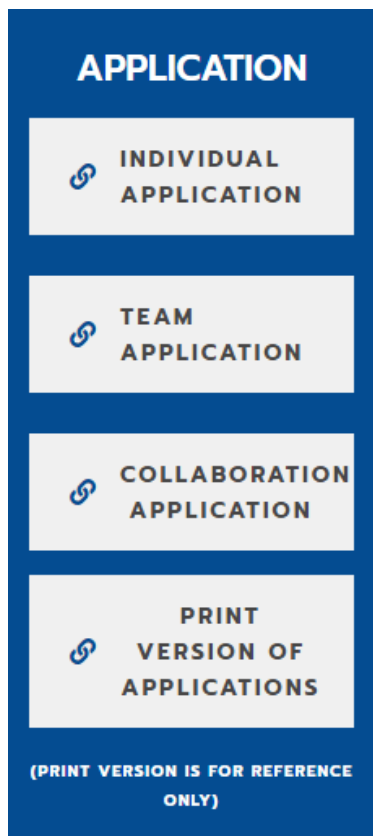 APPLICATION
INDIVIDUAL
APPLICATION
TEAM
APPLICATION
COLLABORATION
APPLICATION
PRINT
VERSION OF
APPLICATIONS
(PRINT VERSION IS FOR REFERENCE
ONLY)